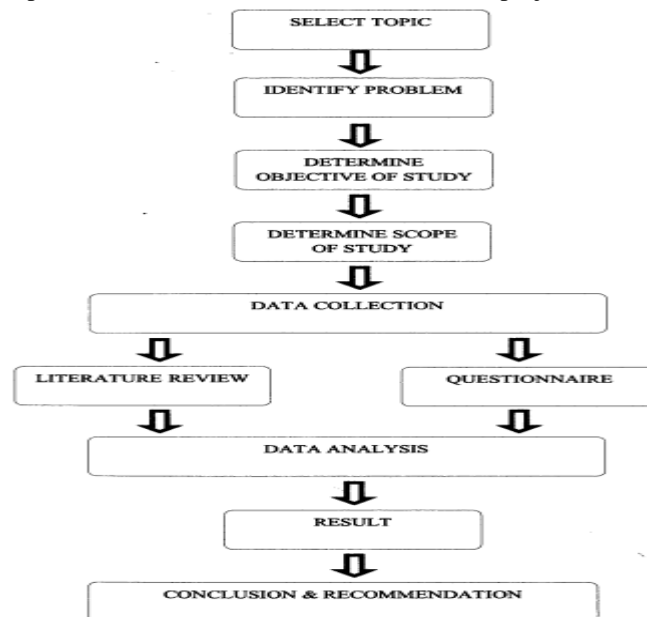 SELECT TOPIC
IDENTIFY PROBLEM
DETERMINE
OBJECTIVE OF STUDY
DETERMINE SCOPE
OF STUDY
DATA COLLECTION
LITERATURE REVIEW
QUESTIONNAIRE
DATA ANALYSIS
RESULT
CONCLUSION & RECOMMENDATION